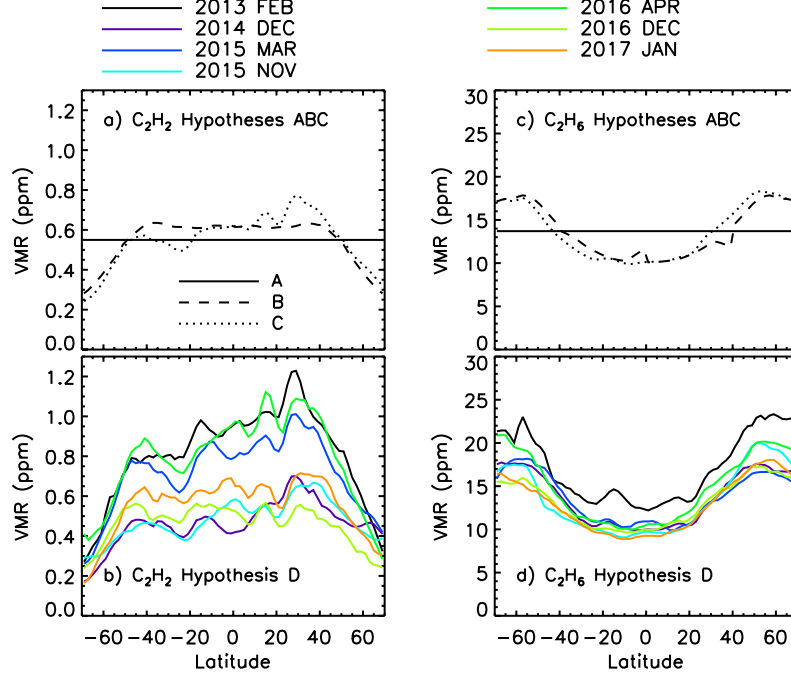 2013 FEB
2014 DEC
2015 MAR
2015 NOV
2016 APR
2016 DEC
2017 JAN
a) C₂H₂ Hypotheses ABC
VMR (ppm)
1.2
1.0
0.8
0.6
0.4
0.2
0.0
A
B
C
c) C₂H₆ Hypotheses ABC
VMR (ppm)
30
25
20
15
10
5
0
b) C₂H₂ Hypothesis D
VMR (ppm)
1.2
1.0
0.8
0.6
0.4
0.2
0.0
-60 -40 -20 0 20 40 60
Latitude
d) C₂H₆ Hypothesis D
VMR (ppm)
30
25
20
15
10
5
0
-60 -40 -20 0 20 40 60
Latitude